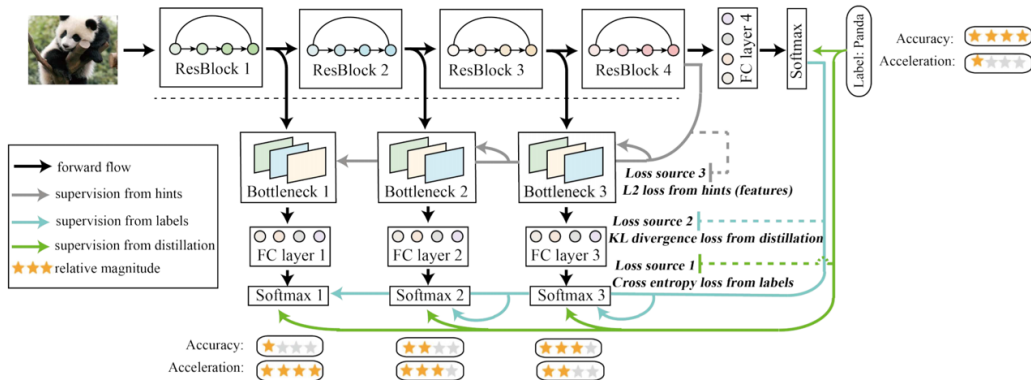 ResBlock 1
ResBlock 2
ResBlock 3
ResBlock 4
FC layer 4
Softmax
Label: Panda
Accuracy:
Acceleration:
forward flow
supervision from hints
supervision from labels
supervision from distillation
relative magnitude
Bottleneck 1
Bottleneck 2
Bottleneck 3
Loss source 3
L2 loss from hints (features)
Loss source 2
KL divergence loss from distillation
Loss source 1
Cross entropy loss from labels
FC layer 1
FC layer 2
FC layer 3
Softmax 1
Softmax 2
Softmax 3
Accuracy:
Acceleration: